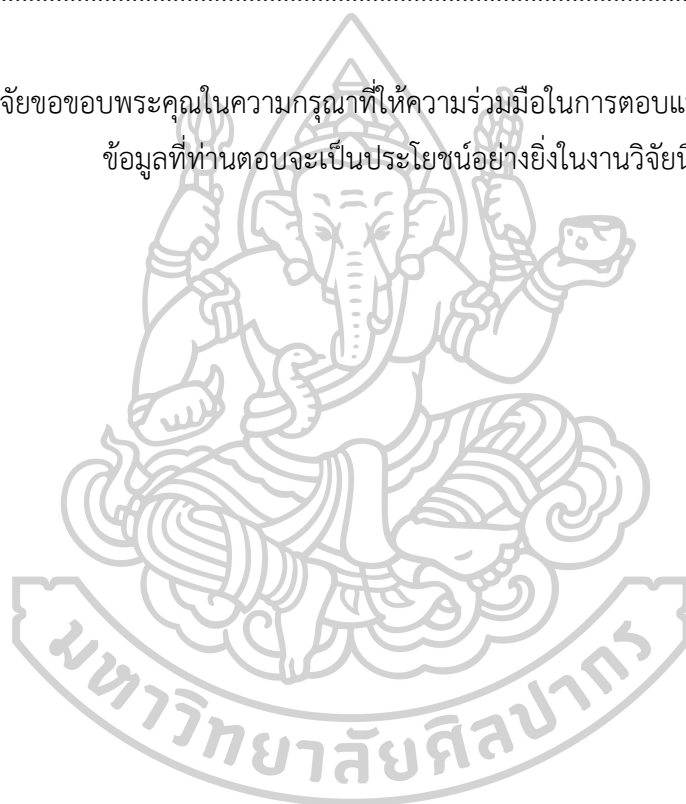 จัยขอขอบพระคุณในความกรุณาที่ให้ความร่วมมือในการตอบแ
ข้อมูลที่ท่านตอบจะเป็นประโยชน์อย่างยิ่งในงานวิจัยนี
มหาวิทยาลัยศิลปากร